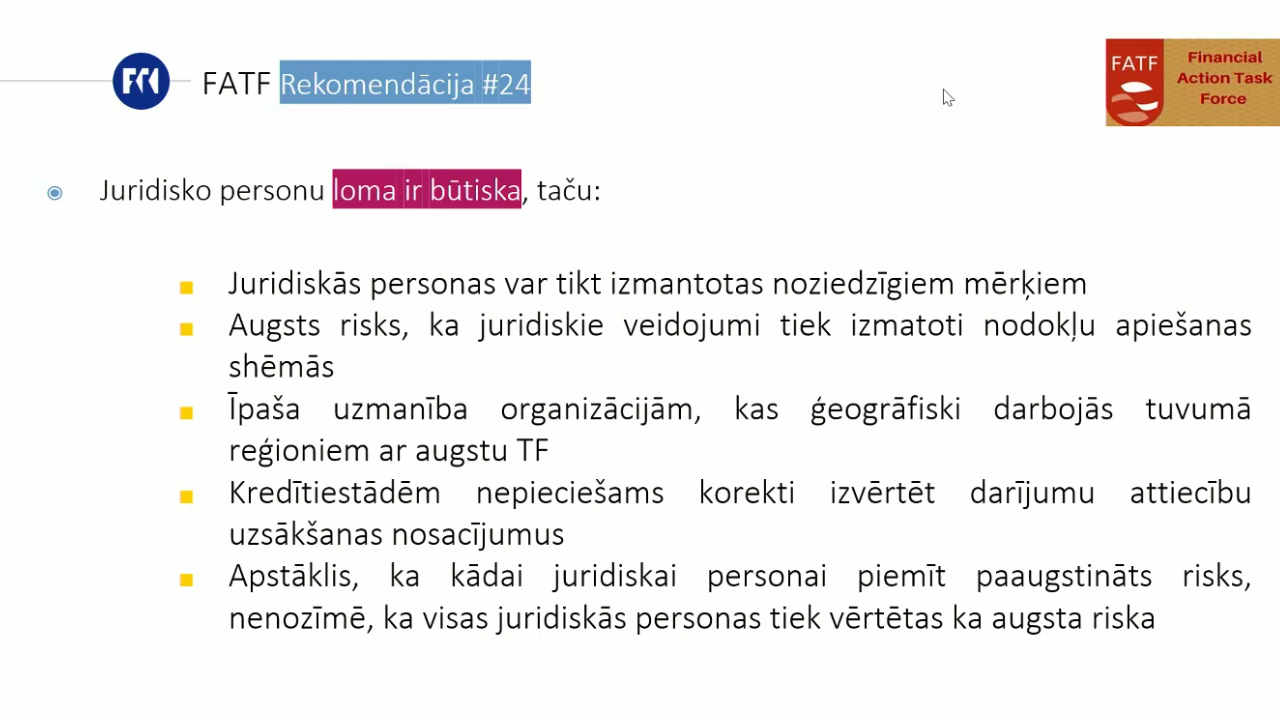 FATF Rekomendācija #24
FATF
Financial
Action Task
Force
Juridisko personu loma ir būtiska, taču:
Juridiskās personas var tikt izmantotas noziedzīgiem mērķiem
Augsts risks, ka juridiskie veidojumi tiek izmatoti nodokļu apiešanas
shēmās
Īpaša uzmanība organizācijām, kas ģeogrāfiski darbojās tuvumā
reģioniem ar augstu TF
Kredītiestādēm nepieciešams korekti izvērtēt darījumu attiecību
uzsākšanas nosacījumus
Apstāklis, ka kādai juridiskai personai piemīt paaugstināts risks,
nenozīmē, ka visas juridiskās personas tiek vērtētas ka augsta riska